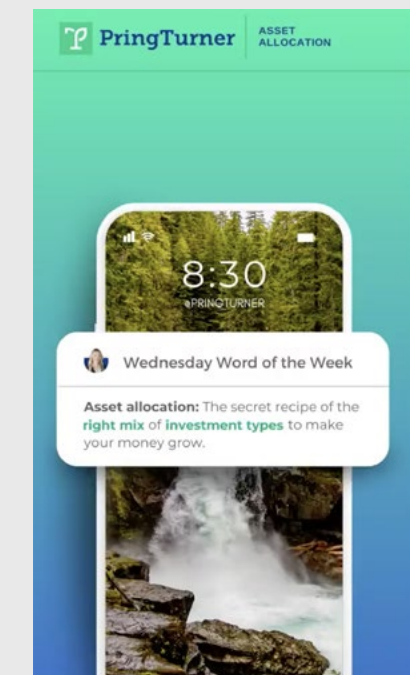 PringTurner
ASSET
ALLOCATION
8:30
@PRINGTURNER
Wednesday Word of the Week
Asset allocation: The secret recipe of the
right mix of investment types to make
your money grow.